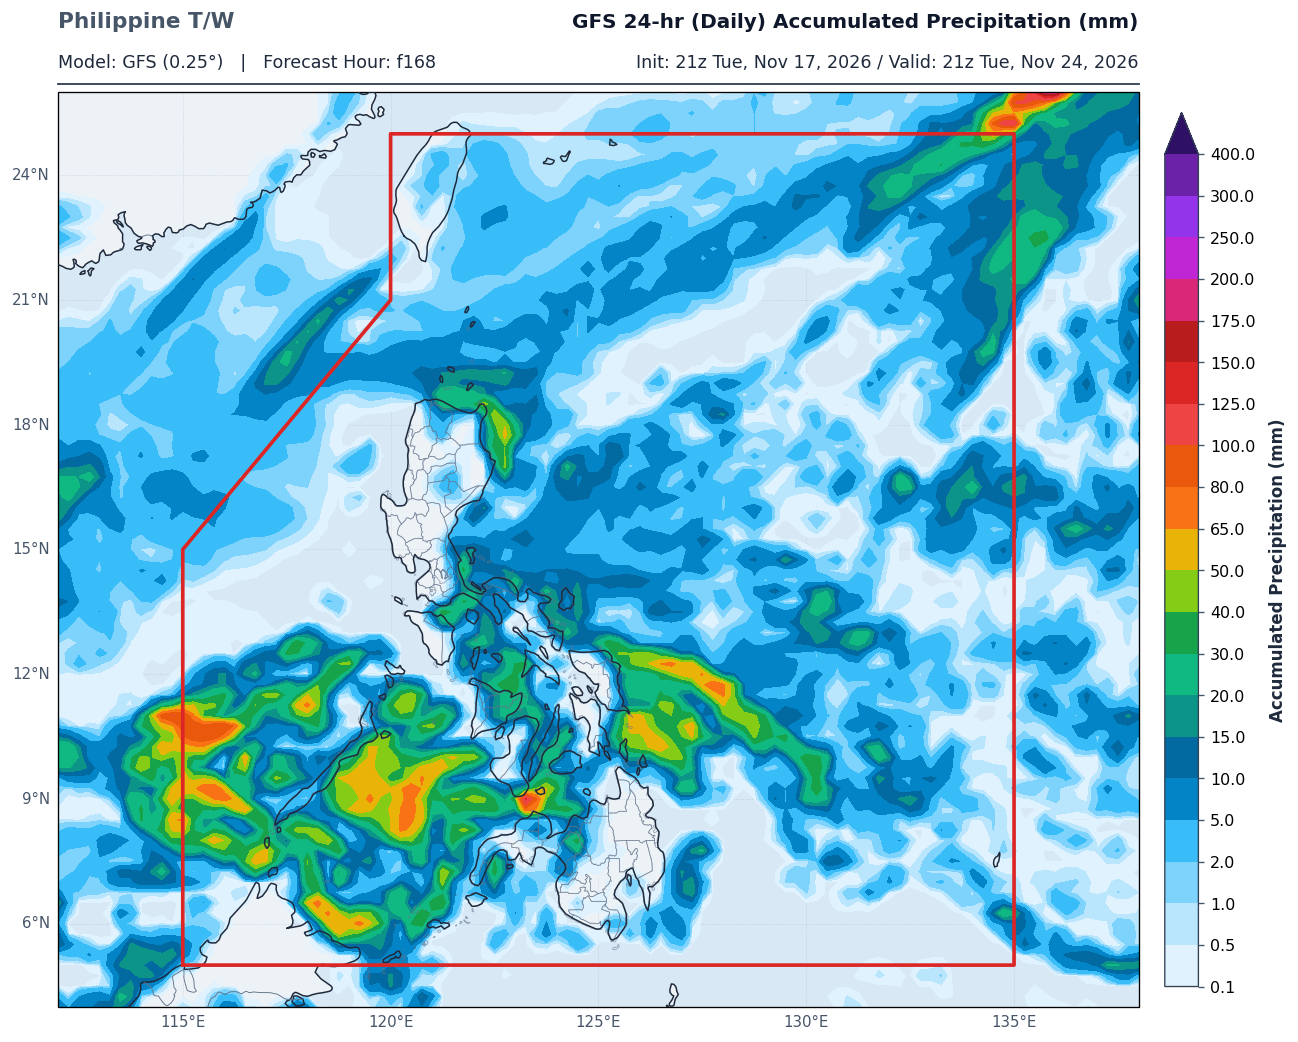 Philippine T/W
GFS 24-hr (Daily) Accumulated Precipitation (mm)
Model: GFS (0.25°)   |   Forecast Hour: f168
Init: 21z Tue, Nov 17, 2026 / Valid: 21z Tue, Nov 24, 2026
24°N
21°N
18°N
15°N
12°N
9°N
6°N
115°E
120°E
125°E
130°E
135°E
400.0
300.0
250.0
200.0
175.0
150.0
125.0
100.0
80.0
65.0
50.0
40.0
30.0
20.0
15.0
10.0
5.0
2.0
1.0
0.5
0.1
Accumulated Precipitation (mm)